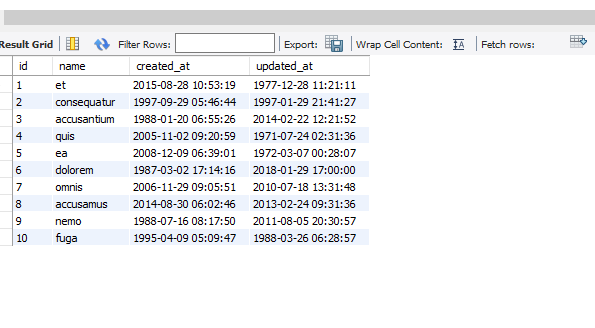 Result Grid Filter Rows: Export: Wrap Cell Content: Fetch rows:
id name created_at updated_at
1 et 2015-08-28 10:53:19 1977-12-28 11:21:11
2 consequatur 1997-09-29 05:46:44 1997-01-29 21:41:27
3 accusantium 1988-01-20 06:55:26 2014-02-22 12:21:52
4 quis 2005-11-02 09:20:59 1971-07-24 02:31:36
5 ea 2008-12-09 06:39:01 1972-03-07 00:28:07
6 dolorem 1987-03-02 17:14:16 2018-01-29 17:00:00
7 omnis 2006-11-29 09:05:51 2010-07-18 13:31:48
8 accusamus 2014-08-30 06:02:46 2013-02-24 09:31:36
9 nemo 1988-07-16 08:17:50 2011-08-05 20:30:57
10 fuga 1995-04-09 05:09:47 1988-03-26 06:28:57